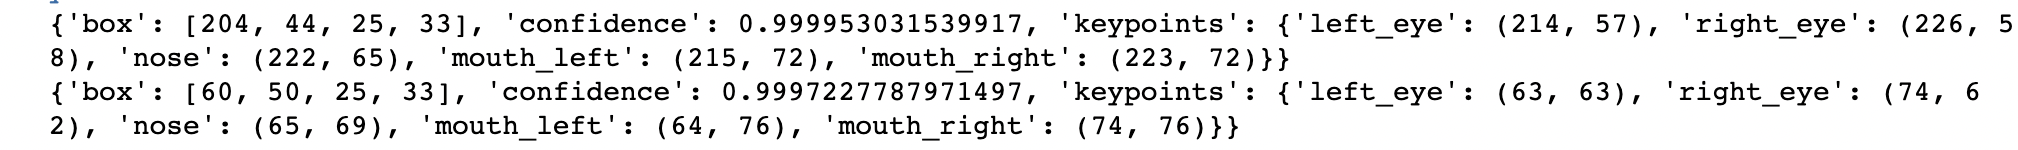 {'box': [204, 44, 25, 33], 'confidence': 0.999953031539917, 'keypoints': {'left_eye': (214, 57), 'right_eye': (226, 5
8), 'nose': (222, 65), 'mouth_left': (215, 72), 'mouth_right': (223, 72)}}
{'box': [60, 50, 25, 33], 'confidence': 0.9997227787971497, 'keypoints': {'left_eye': (63, 63), 'right_eye': (74, 6
2), 'nose': (65, 69), 'mouth_left': (64, 76), 'mouth_right': (74, 76)}}